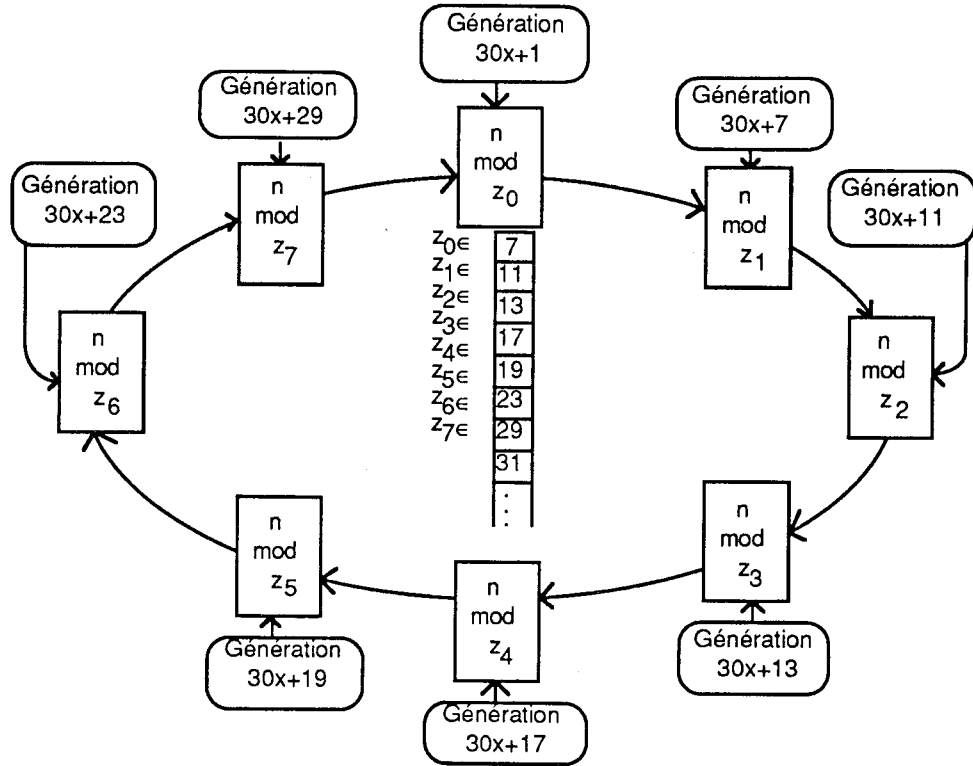 Génération
30x+1
Génération
30x+29
Génération
30x+7
Génération
30x+23
Génération
30x+11
n
mod
z0
n
mod
z7
n
mod
z1
z0∈ 7
z1∈ 11
z2∈ 13
z3∈ 17
z4∈ 19
z5∈ 23
z6∈ 29
z7∈ 31
n
mod
z6
n
mod
z2
n
mod
z5
n
mod
z3
n
mod
z4
Génération
30x+19
Génération
30x+13
Génération
30x+17